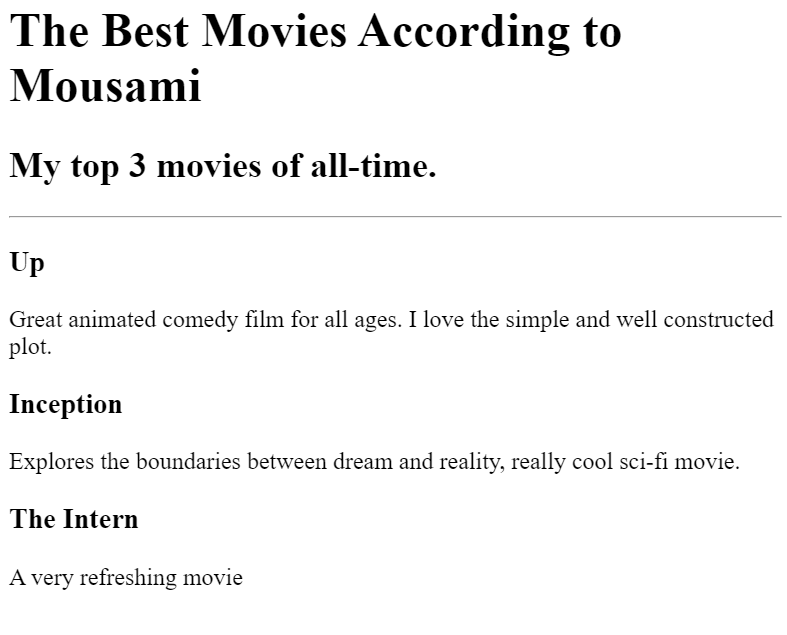 The Best Movies According to
Mousami
My top 3 movies of all-time.
Up
Great animated comedy film for all ages. I love the simple and well constructed
plot.
Inception
Explores the boundaries between dream and reality, really cool sci-fi movie.
The Intern
A very refreshing movie